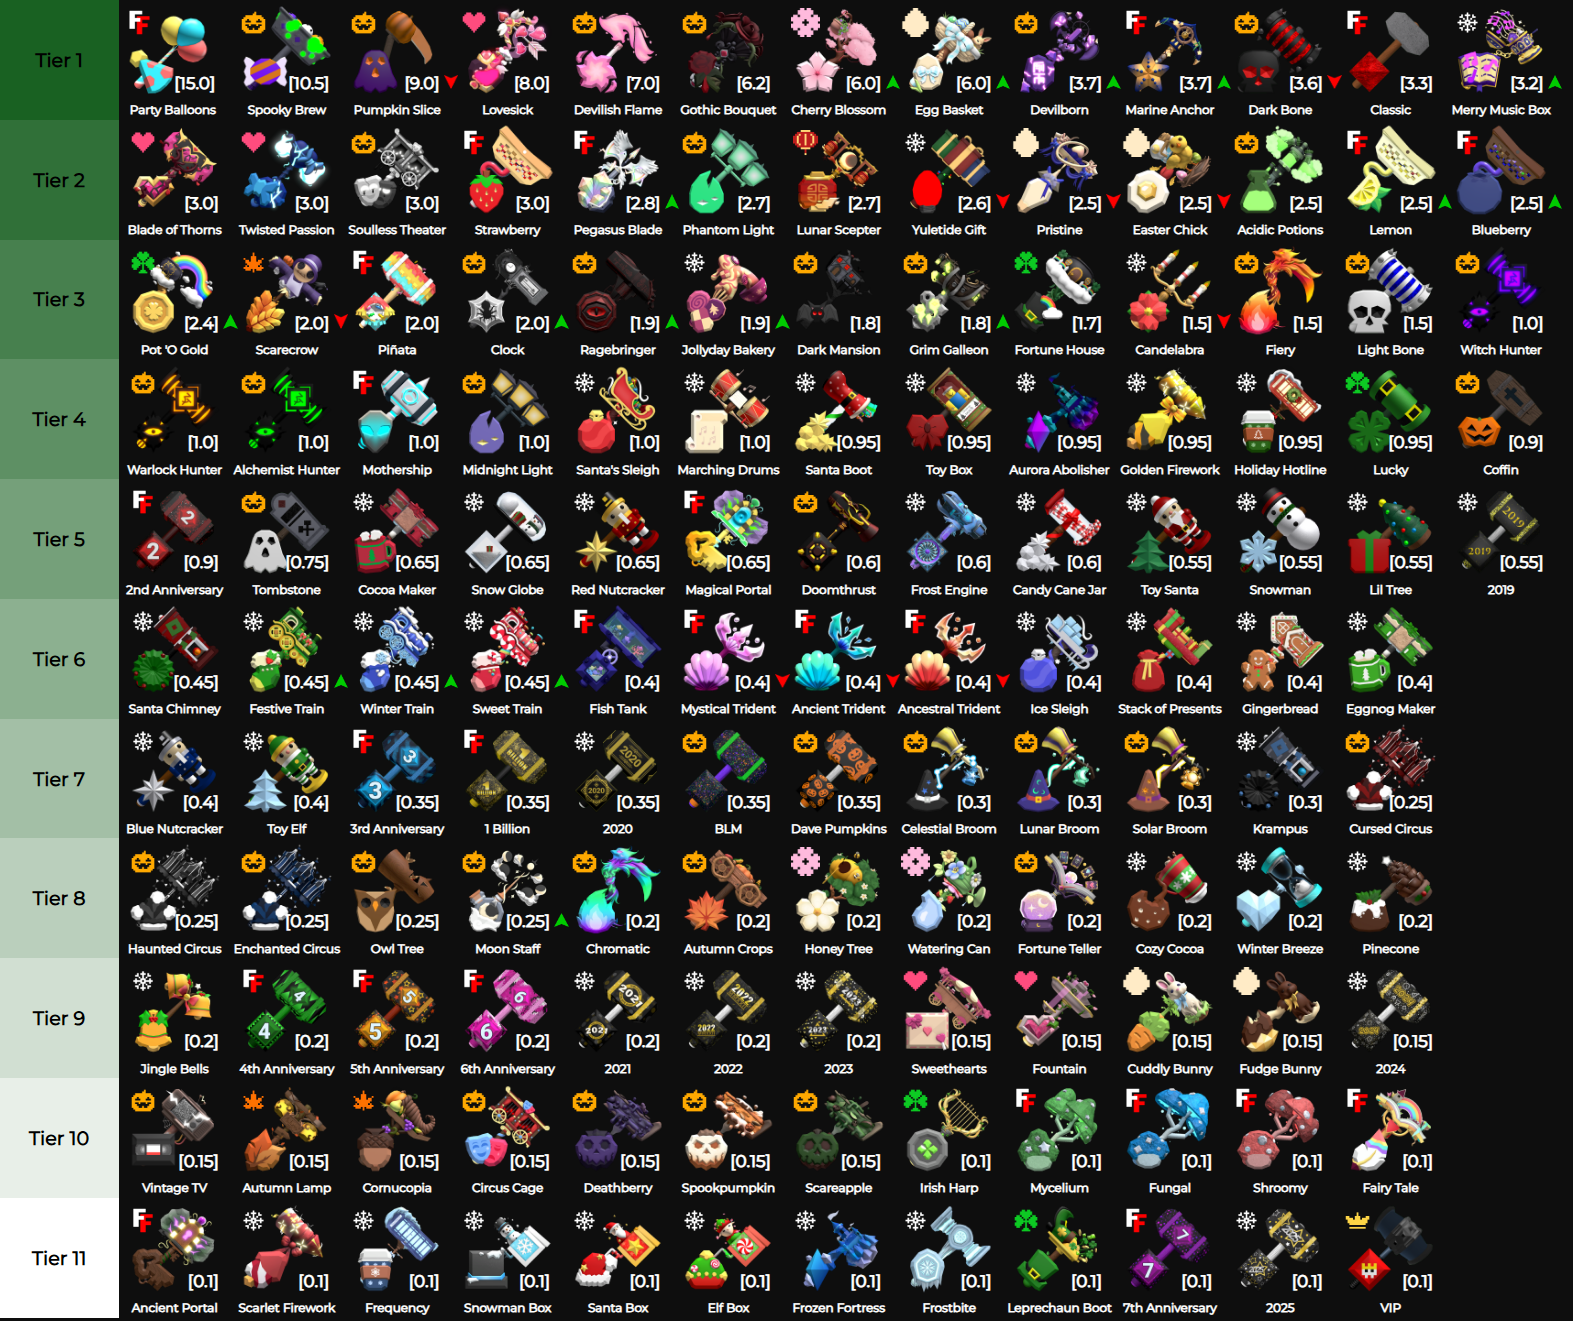 Tier 1
[15.0] [10.5] [9.0] [8.0] [7.0] [6.2] [6.0] [6.0] [3.7] [3.7] [3.6] [3.3] [3.2]
Party Balloons Spooky Brew Pumpkin Slice Lovesick Devilish Flame Gothic Bouquet Cherry Blossom Egg Basket Devilborn Marine Anchor Dark Bone Classic Merry Music Box
Tier 2
[3.0] [3.0] [3.0] [3.0] [2.8] [2.7] [2.7] [2.6] [2.5] [2.5] [2.5] [2.5] [2.5]
Blade of Thorns Twisted Passion Soulless Theater Strawberry Pegasus Blade Phantom Light Lunar Scepter Yuletide Gift Pristine Easter Chick Acidic Potions Lemon Blueberry
Tier 3
[2.4] [2.0] [2.0] [2.0] [1.9] [1.9] [1.8] [1.8] [1.7] [1.5] [1.5] [1.5] [1.0]
Pot 'O Gold Scarecrow Piñata Clock Ragebringer Jollyday Bakery Dark Mansion Grim Galleon Fortune House Candelabra Fiery Light Bone Witch Hunter
Tier 4
[1.0] [1.0] [1.0] [1.0] [1.0] [1.0] [0.95] [0.95] [0.95] [0.95] [0.95] [0.95] [0.9]
Warlock Hunter Alchemist Hunter Mothership Midnight Light Santa's Sleigh Marching Drums Santa Boot Toy Box Aurora Abolisher Golden Firework Holiday Hotline Lucky Coffin
Tier 5
2 2 2019 2019
[0.9] [0.75] [0.65] [0.65] [0.65] [0.65] [0.6] [0.6] [0.6] [0.55] [0.55] [0.55] [0.55]
2nd Anniversary Tombstone Cocoa Maker Snow Globe Red Nutcracker Magical Portal Doomthrust Frost Engine Candy Cane Jar Toy Santa Snowman Lil Tree 2019
Tier 6
[0.45] [0.45] [0.45] [0.45] [0.4] [0.4] [0.4] [0.4] [0.4] [0.4] [0.4] [0.4]
Santa Chimney Festive Train Winter Train Sweet Train Fish Tank Mystical Trident Ancient Trident Ancestral Trident Ice Sleigh Stack of Presents Gingerbread Eggnog Maker
Tier 7
3 3 1 1 BILLION 2020 2020
[0.4] [0.4] [0.35] [0.35] [0.35] [0.35] [0.35] [0.3] [0.3] [0.3] [0.3] [0.25]
Blue Nutcracker Toy Elf 3rd Anniversary 1 Billion 2020 BLM Dave Pumpkins Celestial Broom Lunar Broom Solar Broom Krampus Cursed Circus
Tier 8
[0.25] [0.25] [0.25] [0.25] [0.2] [0.2] [0.2] [0.2] [0.2] [0.2] [0.2] [0.2]
Haunted Circus Enchanted Circus Owl Tree Moon Staff Chromatic Autumn Crops Honey Tree Watering Can Fortune Teller Cozy Cocoa Winter Breeze Pinecone
Tier 9
4 4 5 5 6 6 2021 2021 2022 2022 2023 2023
[0.2] [0.2] [0.2] [0.2] [0.2] [0.2] [0.2] [0.15] [0.15] [0.15] [0.15] [0.15]
Jingle Bells 4th Anniversary 5th Anniversary 6th Anniversary 2021 2022 2023 Sweethearts Fountain Cuddly Bunny Fudge Bunny 2024
Tier 10
[0.15] [0.15] [0.15] [0.15] [0.15] [0.15] [0.15] [0.1] [0.1] [0.1] [0.1] [0.1]
Vintage TV Autumn Lamp Cornucopia Circus Cage Deathberry Spookpumpkin Scareapple Irish Harp Mycelium Fungal Shroomy Fairy Tale
Tier 11
7 7
[0.1] [0.1] [0.1] [0.1] [0.1] [0.1] [0.1] [0.1] [0.1] [0.1] [0.1] [0.1]
Ancient Portal Scarlet Firework Frequency Snowman Box Santa Box Elf Box Frozen Fortress Frostbite Leprechaun Boot 7th Anniversary 2025 VIP